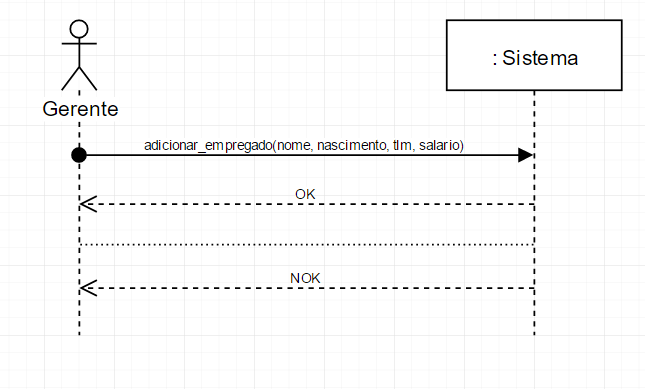 : Sistema
Gerente
adicionar_empregado(nome, nascimento, tlm, salario)
OK
NOK